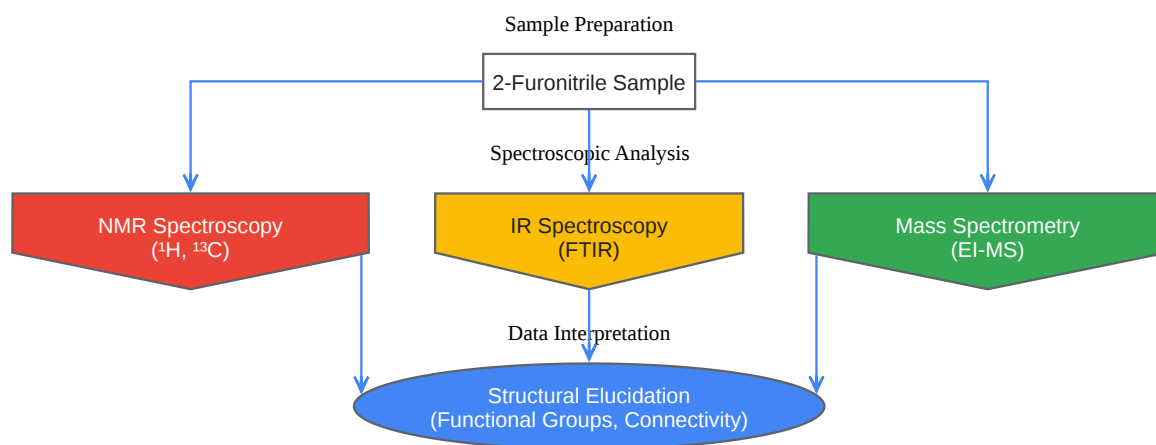 Sample Preparation
2-Furonitrile Sample
Spectroscopic Analysis
NMR Spectroscopy
(¹H, ¹³C)
IR Spectroscopy
(FTIR)
Mass Spectrometry
(EI-MS)
Data Interpretation
Structural Elucidation
(Functional Groups, Connectivity)